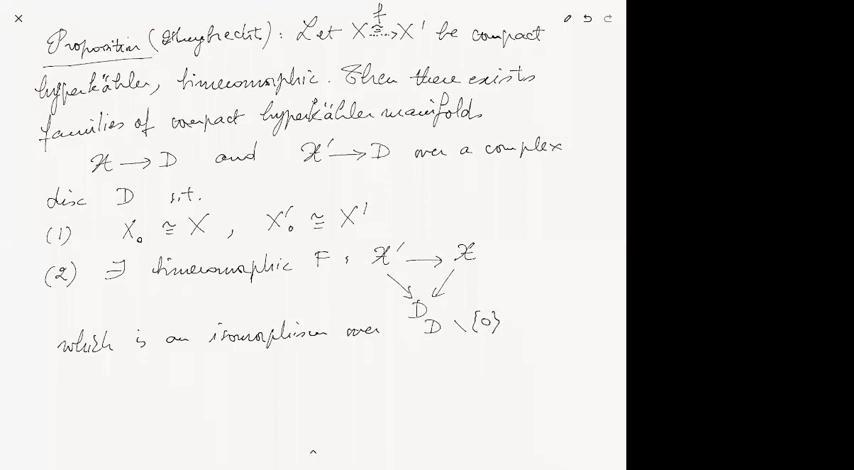 Proposition (Huybrechts): Let X ≅⇢ X' be compact
f
hyperkähler, bimeromorphic. Then there exists
families of compact hyperkähler manifolds
𝒳 → D and 𝒳' → D over a complex
disc D s.t.
(1) X₀ ≅ X , X'₀ ≅ X'
(2) ∃ bimeromorphic F : 𝒳' → 𝒳
D
which is an isomorphism over D \ {0}